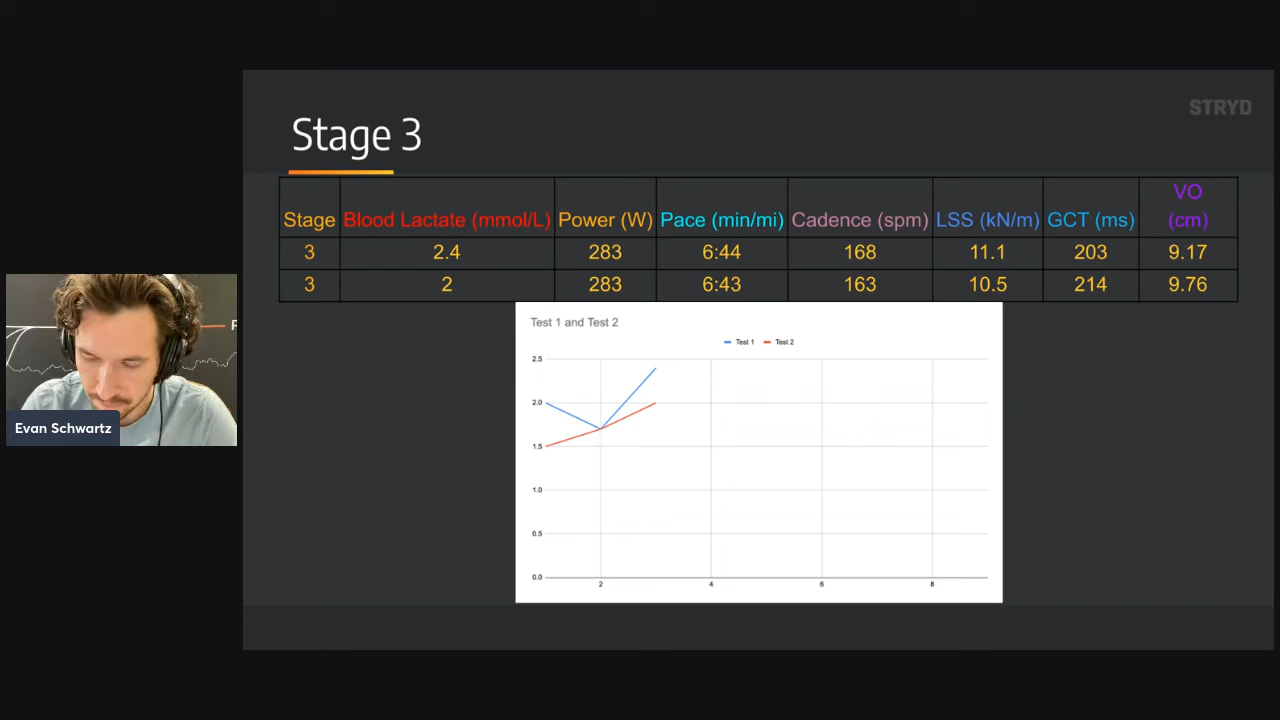 STRYD
Stage 3
Stage Blood Lactate (mmol/L) Power (W) Pace (min/mi) Cadence (spm) LSS (kN/m) GCT (ms) VO (cm)
3 2.4 283 6:44 168 11.1 203 9.17
3 2 283 6:43 163 10.5 214 9.76
Test 1 and Test 2
Test 1 Test 2
2.5
2.0
1.5
1.0
0.5
0.0
2 4 6 8
Evan Schwartz